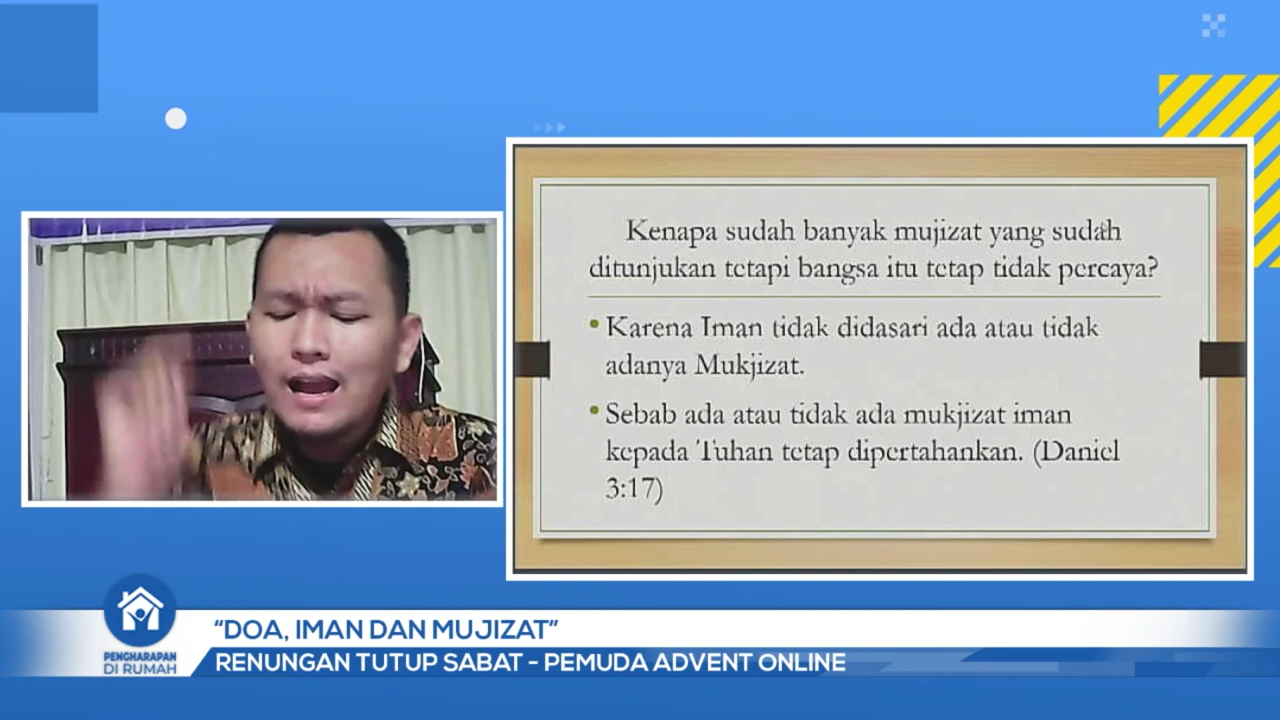 Kenapa sudah banyak mujizat yang sudah
ditunjukan tetapi bangsa itu tetap tidak percaya?
• Karena Iman tidak didasari ada atau tidak
adanya Mukjizat.
• Sebab ada atau tidak ada mukjizat iman
kepada Tuhan tetap dipertahankan. (Daniel
3:17)
"DOA, IMAN DAN MUJIZAT"
RENUNGAN TUTUP SABAT - PEMUDA ADVENT ONLINE
PENGHARAPAN
DI RUMAH